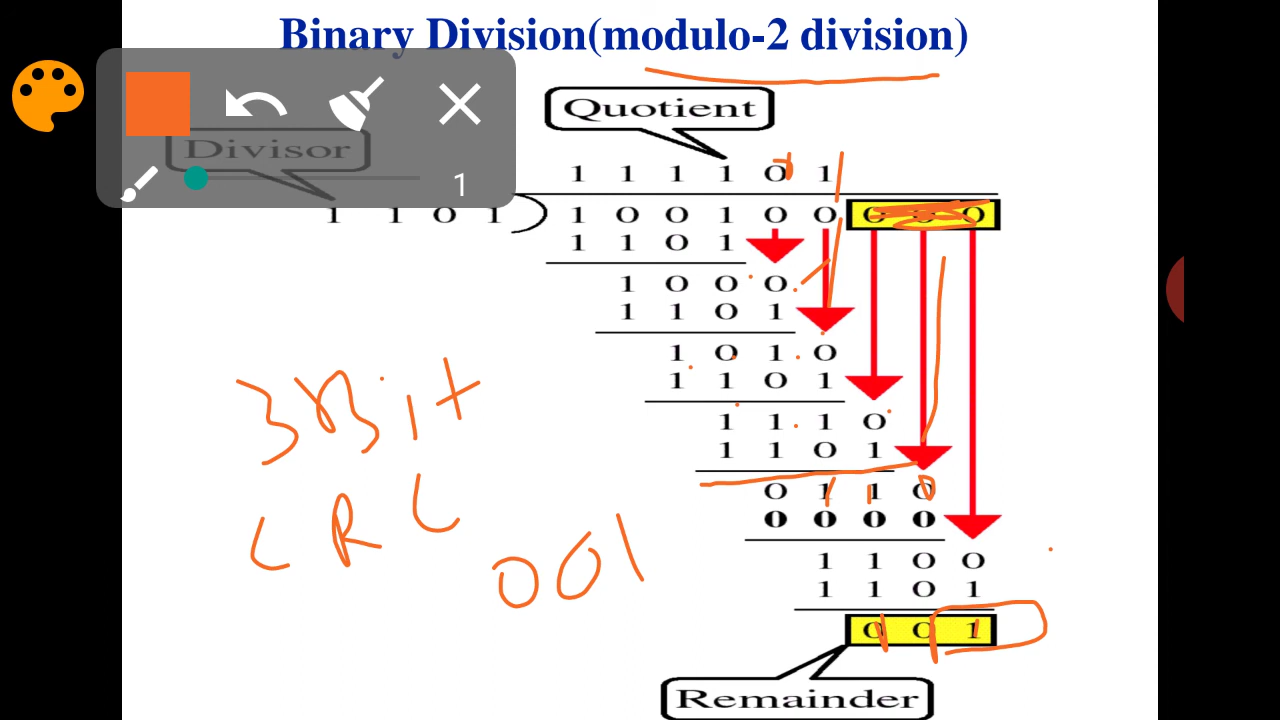 Binary Division(modulo-2 division)
Quotient
Divisor
1
1 1 1 1 0 1
1 1 0 1 ) 1 0 0 1 0 0 0 0 0
1 1 0 1
1 0 0 0
1 1 0 1
1 0 1 0
1 1 0 1
1 1 1 0
1 1 0 1
0 1 1 0
0 0 0 0
1 1 0 0
1 1 0 1
0 0 1
Remainder
3 Bit
CRC
001